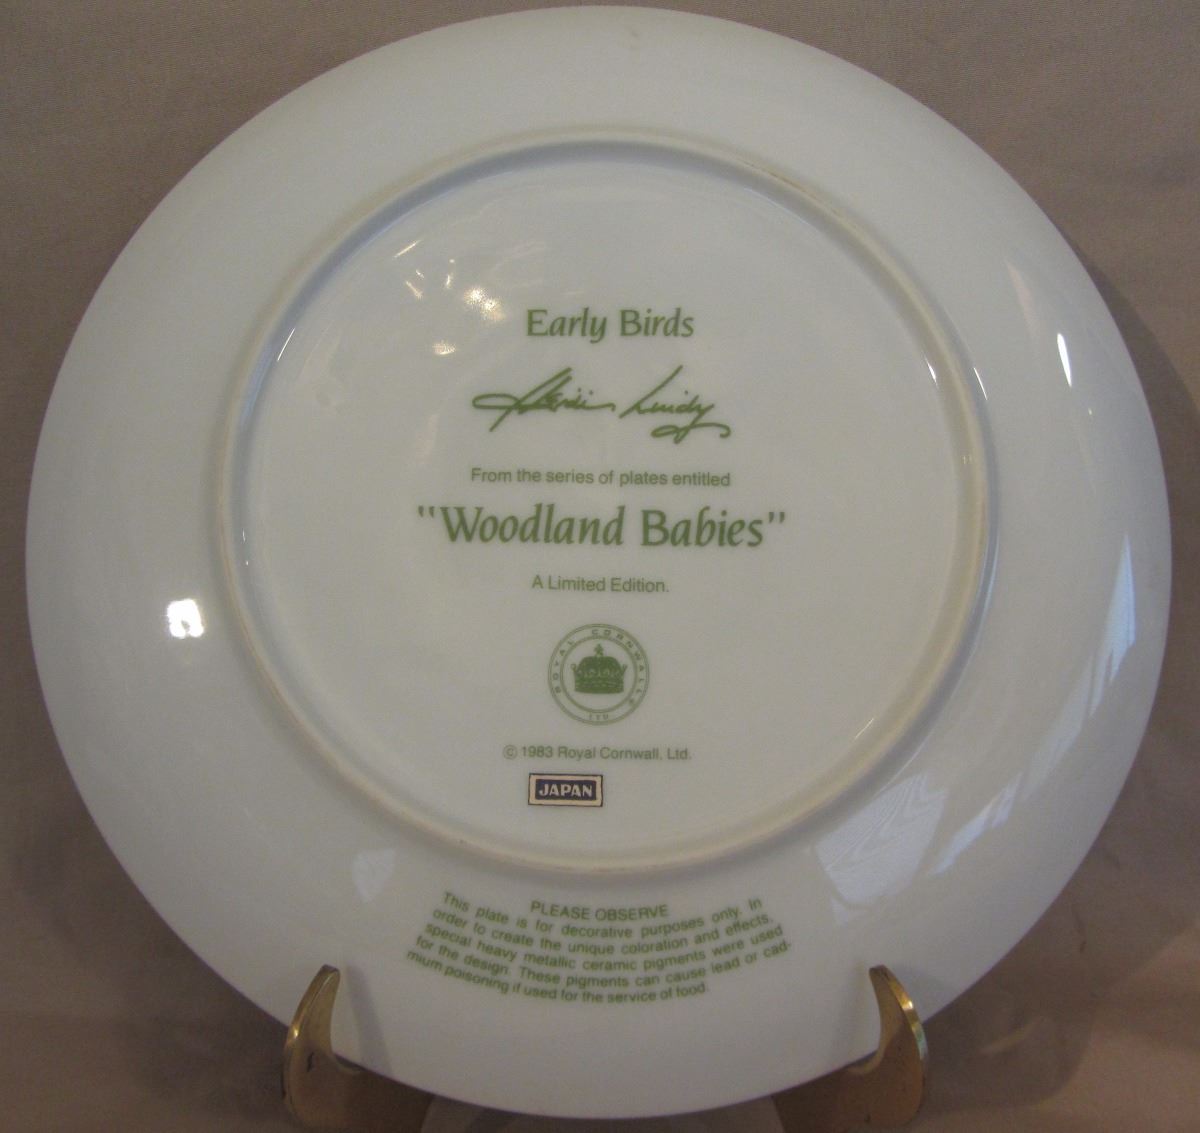 Early Birds
Lindy
From the series of plates entitled
"Woodland Babies"
A Limited Edition.
ROYAL CORNWALL
LTD
© 1983 Royal Cornwall, Ltd.
JAPAN
PLEASE OBSERVE
This plate is for decorative purposes only. In
order to create the unique coloration and effects,
special heavy metallic ceramic pigments were used
for the design. These pigments can cause lead or cad-
mium poisoning if used for the service of food.